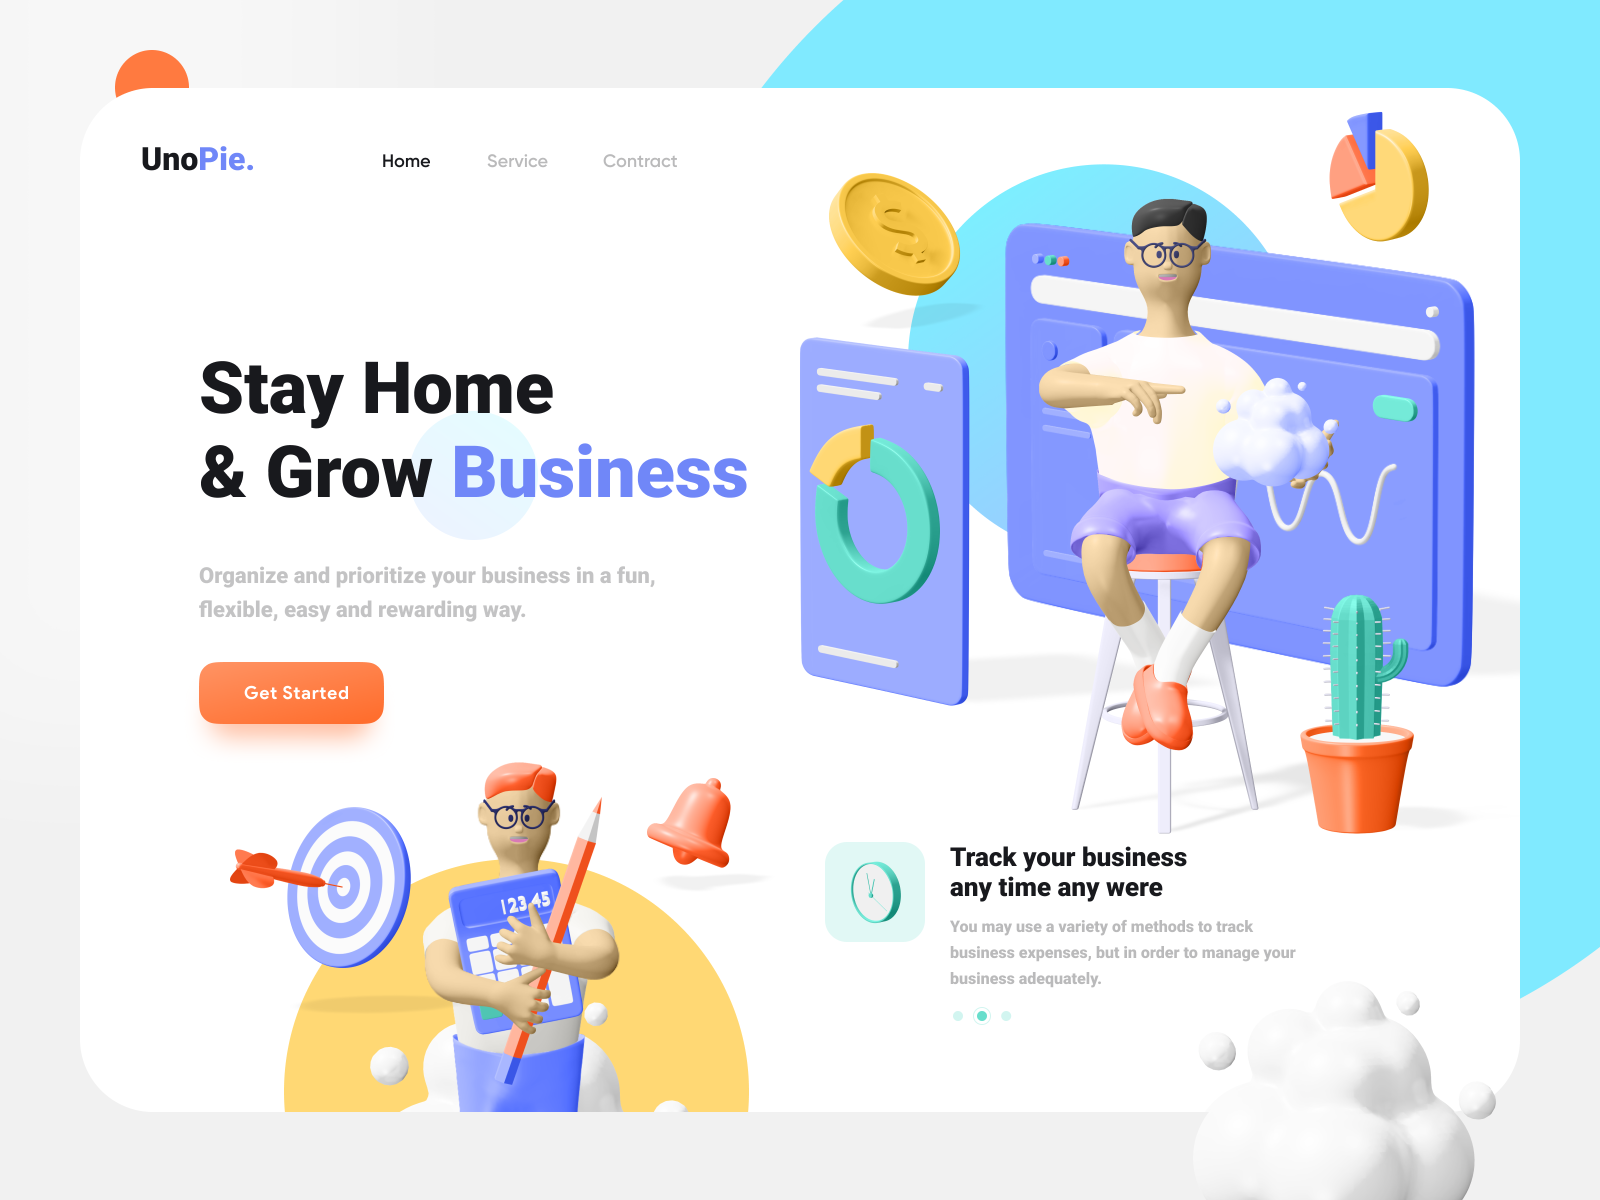 UnoPie.
Home
Service
Contract
Stay Home
& Grow Business
Organize and prioritize your business in a fun,
flexible, easy and rewarding way.
Get Started
$
12345
Track your business
any time any were
You may use a variety of methods to track
business expenses, but in order to manage your
business adequately.